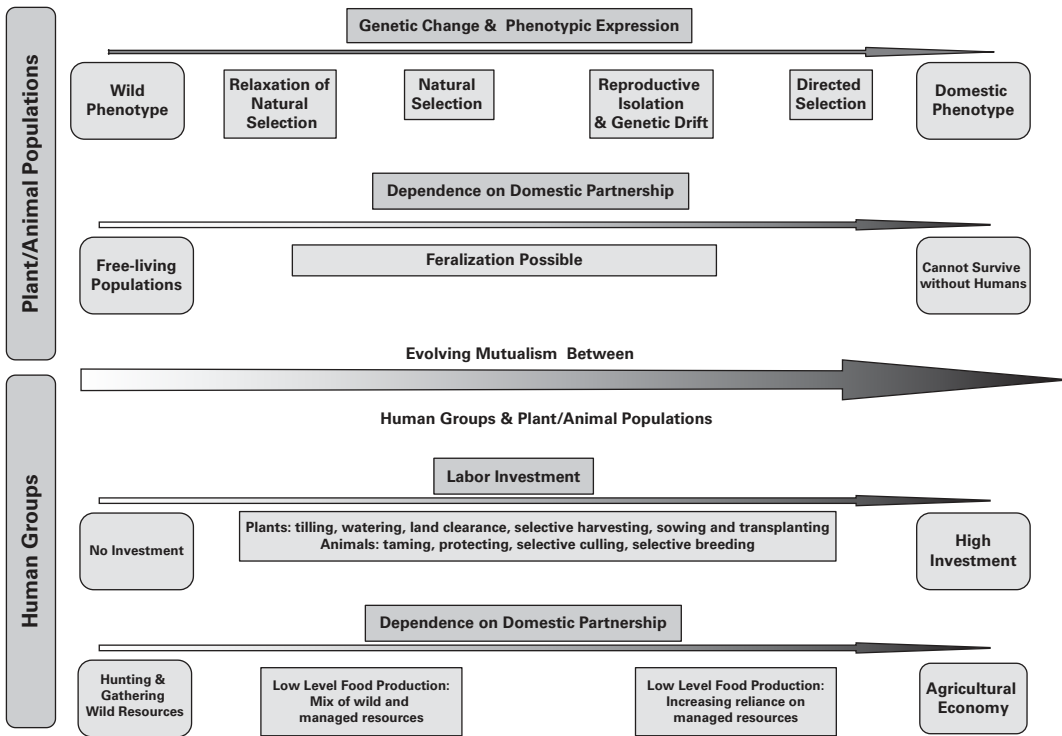 Plant/Animal Populations
Genetic Change & Phenotypic Expression
Wild
Phenotype
Relaxation of
Natural
Selection
Natural
Selection
Reproductive
Isolation
& Genetic Drift
Directed
Selection
Domestic
Phenotype
Dependence on Domestic Partnership
Free-living
Populations
Feralization Possible
Cannot Survive
without Humans
Evolving Mutualism Between
Human Groups & Plant/Animal Populations
Human Groups
Labor Investment
No Investment
Plants: tilling, watering, land clearance, selective harvesting, sowing and transplanting
Animals: taming, protecting, selective culling, selective breeding
High
Investment
Dependence on Domestic Partnership
Hunting &
Gathering
Wild Resources
Low Level Food Production:
Mix of wild and
managed resources
Low Level Food Production:
Increasing reliance on
managed resources
Agricultural
Economy